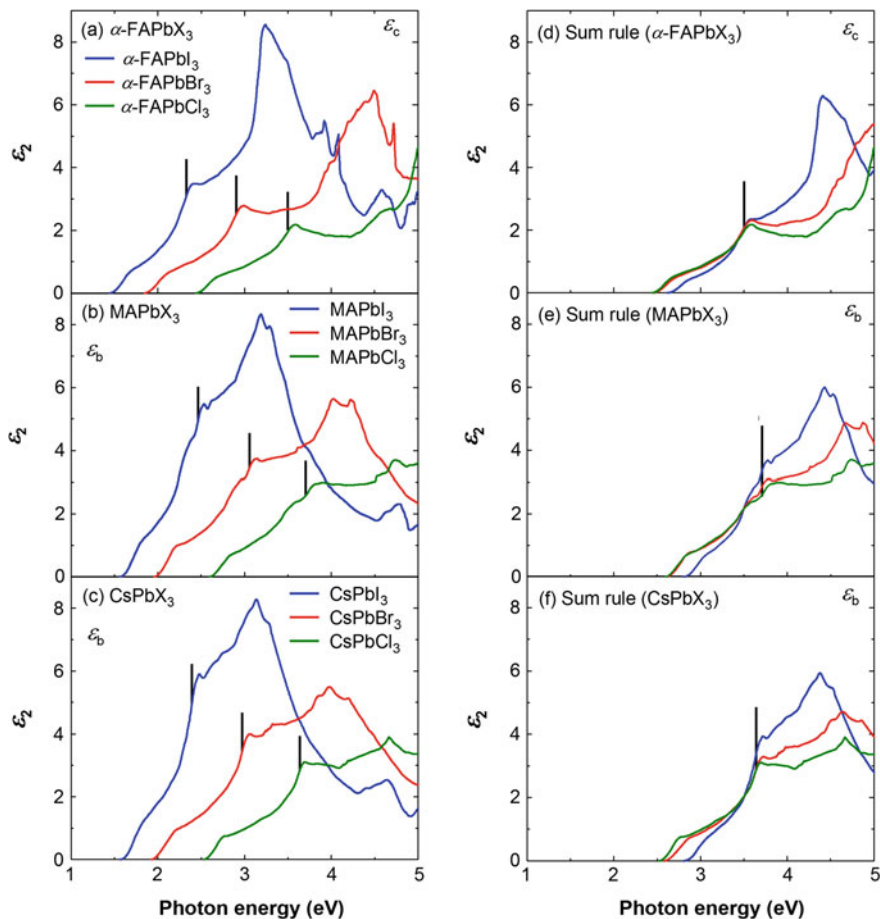 (a) α-FAPbX₃
εc
α-FAPbI₃
α-FAPbBr₃
α-FAPbCl₃
ε₂
8
6
4
2
0
(d) Sum rule (α-FAPbX₃)
εc
ε₂
8
6
4
2
0
(b) MAPbX₃
εb
MAPbI₃
MAPbBr₃
MAPbCl₃
ε₂
8
6
4
2
0
(e) Sum rule (MAPbX₃)
εb
ε₂
8
6
4
2
0
(c) CsPbX₃
εb
CsPbI₃
CsPbBr₃
CsPbCl₃
ε₂
8
6
4
2
0
1 2 3 4 5
Photon energy (eV)
(f) Sum rule (CsPbX₃)
εb
ε₂
8
6
4
2
0
1 2 3 4 5
Photon energy (eV)